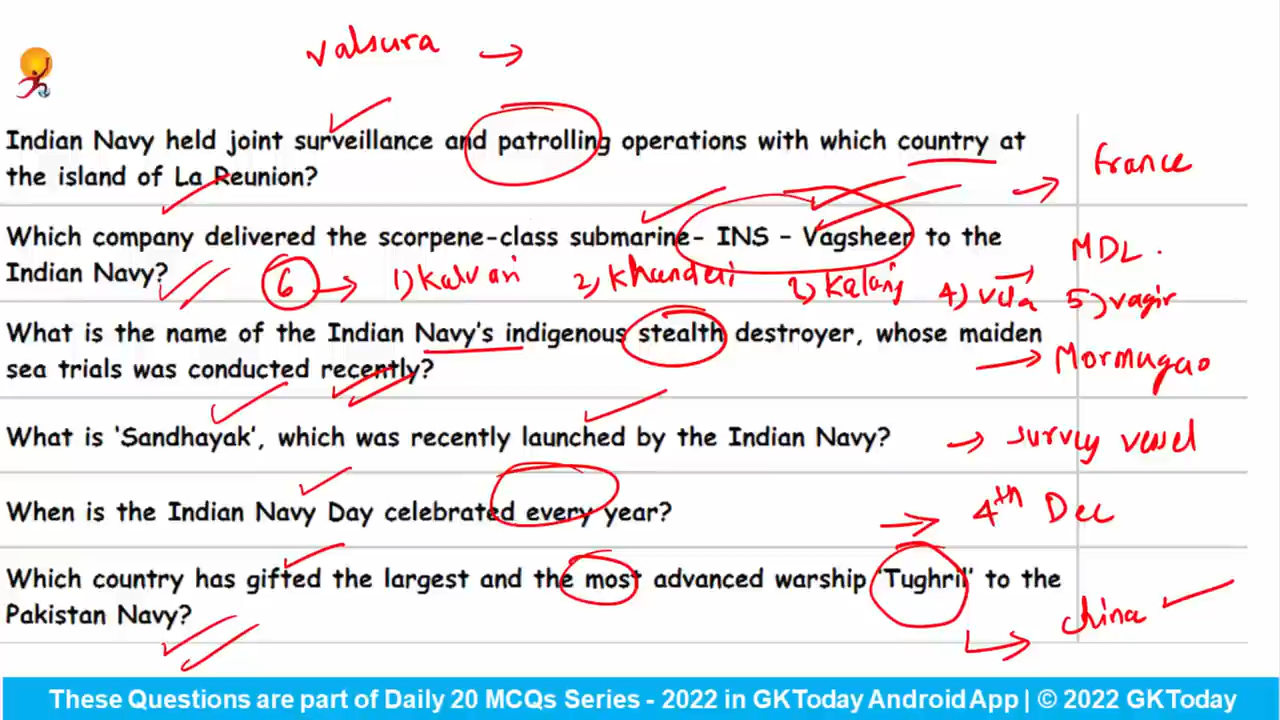 Valsura →
Indian Navy held joint surveillance and patrolling operations with which country at
the island of La Reunion?
→ France
Which company delivered the scorpene-class submarine- INS - Vagsheer to the
Indian Navy?
MDL.
6 → 1) Kalvari 2) Khanderi 3) Kalanj 4) vela 5) vagir
What is the name of the Indian Navy's indigenous stealth destroyer, whose maiden
sea trials was conducted recently?
→ Mormugao
What is 'Sandhayak', which was recently launched by the Indian Navy?
→ survey vessel
When is the Indian Navy Day celebrated every year?
→ 4th Dec
Which country has gifted the largest and the most advanced warship 'Tughril' to the
Pakistan Navy?
→ china
These Questions are part of Daily 20 MCQs Series - 2022 in GKToday Android App | © 2022 GKToday